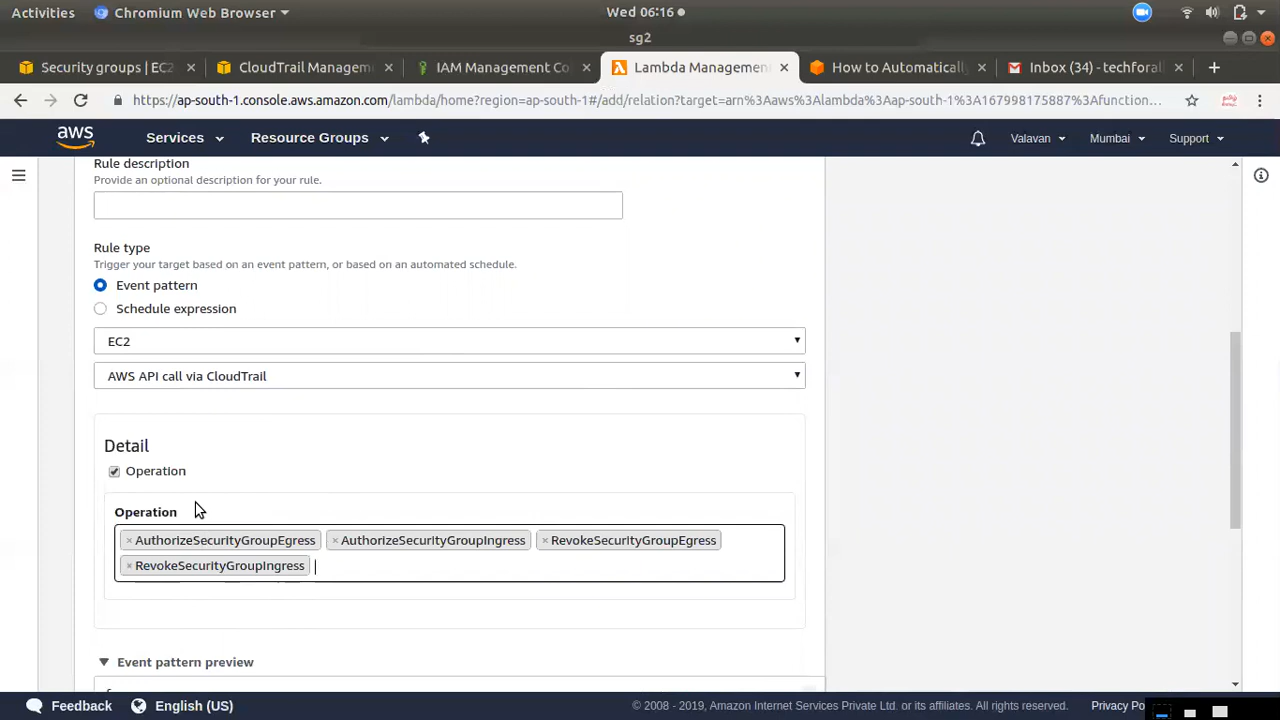 Activities
Chromium Web Browser
Wed 06:16
sg2
Security groups | EC2
CloudTrail Managem
IAM Management Co
Lambda Management
How to Automatically
Inbox (34) - techforall
https://ap-south-1.console.aws.amazon.com/lambda/home?region=ap-south-1#/add/relation?target=arn%3Aaws%3Alambda%3Aap-south-1%3A167998175887%3Afunction...
aws
Services
Resource Groups
Valavan
Mumbai
Support
Rule description
Provide an optional description for your rule.
Rule type
Trigger your target based on an event pattern, or based on an automated schedule.
Event pattern
Schedule expression
EC2
AWS API call via CloudTrail
Detail
Operation
Operation
× AuthorizeSecurityGroupEgress × AuthorizeSecurityGroupIngress × RevokeSecurityGroupEgress
× RevokeSecurityGroupIngress
Event pattern preview
Feedback
English (US)
© 2008 - 2019, Amazon Internet Services Private Ltd. or its affiliates. All rights reserved.
Privacy Po